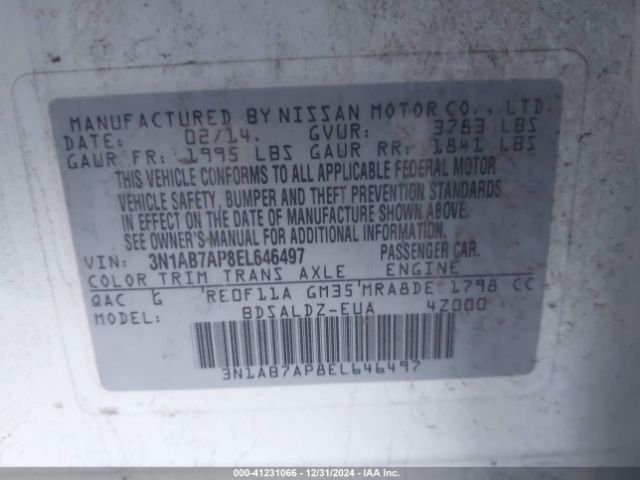 MANUFACTURED BY NISSAN MOTOR CO., LTD.
DATE: 02/14. GVWR: 3783 LBS
GAWR FR: 1995 LBS GAWR RR: 1841 LBS
THIS VEHICLE CONFORMS TO ALL APPLICABLE FEDERAL MOTOR
VEHICLE SAFETY, BUMPER AND THEFT PREVENTION STANDARDS
IN EFFECT ON THE DATE OF MANUFACTURE SHOWN ABOVE.
SEE OWNER'S MANUAL FOR ADDITIONAL INFORMATION.
VIN: 3N1AB7AP8EL646497 PASSENGER CAR.
COLOR TRIM TRANS AXLE ENGINE
QAC G RE0F11A GM35 MRA8DE 1798 CC
MODEL: BDSALDZ-EUA 4Z000
3N1AB7AP8EL646497
000-41231066 - 12/31/2024 - IAA Inc.